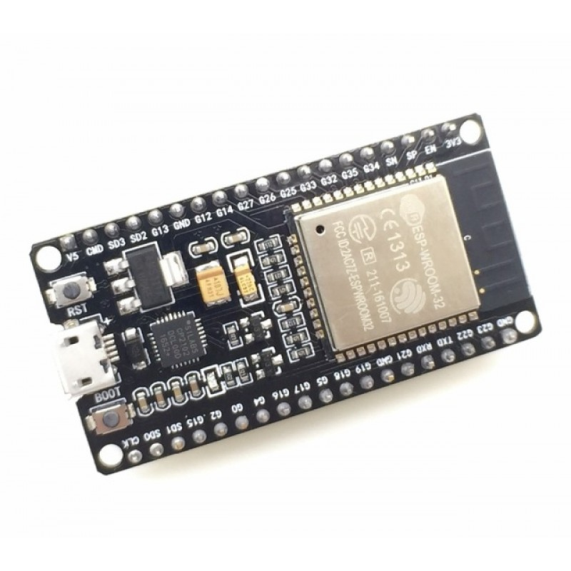 V5 CMD SD3 SD2 G13 GND G12 G14 G27 G26 G25 G33 G32 G35 G34 SN SP EN 3V3
ESP-WROOM-32
CE1313
R 211-161007
FCC ID:2AC7Z-ESPWROOM32
RST
BOOT
CLK SD0 SD1 G15 G2 G0 G4 G16 G17 G5 G18 G19 GND G21 RXD TXD G22 G23 GND